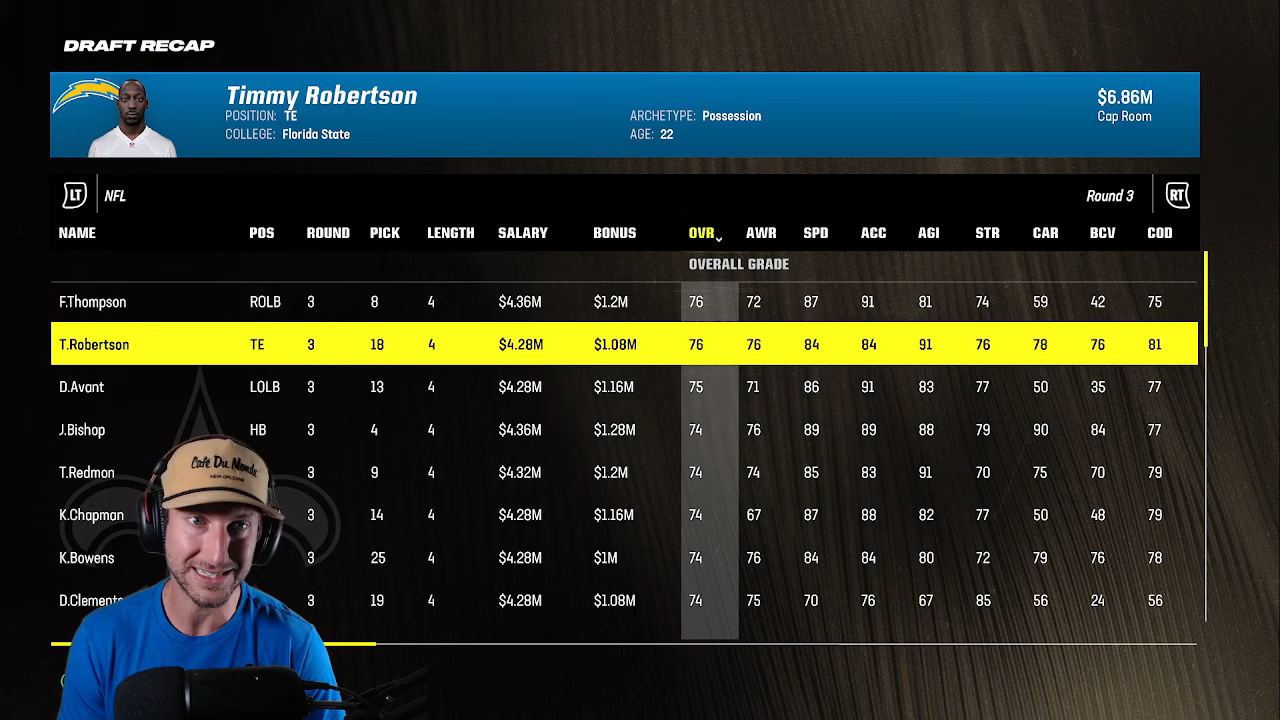 DRAFT RECAP
Timmy Robertson
POSITION: TE
COLLEGE: Florida State
ARCHETYPE: Possession
AGE: 22
$6.86M
Cap Room
LT NFL Round 3 RT
NAME POS ROUND PICK LENGTH SALARY BONUS OVR AWR SPD ACC AGI STR CAR BCV COD
OVERALL GRADE
F.Thompson ROLB 3 8 4 $4.36M $1.2M 76 72 87 91 81 74 59 42 75
T.Robertson TE 3 18 4 $4.28M $1.08M 76 76 84 84 91 76 78 76 81
D.Avant LOLB 3 13 4 $4.28M $1.16M 75 71 86 91 83 77 50 35 77
J.Bishop HB 3 4 4 $4.36M $1.28M 74 76 89 89 88 79 90 84 77
T.Redmon 3 9 4 $4.32M $1.2M 74 74 85 83 91 70 75 70 79
K.Chapman 3 14 4 $4.28M $1.16M 74 67 87 88 82 77 50 48 79
K.Bowens 3 25 4 $4.28M $1M 74 76 84 84 80 72 79 76 78
D.Clements 3 19 4 $4.28M $1.08M 74 75 70 76 67 85 56 24 56
Café Du Monde
NEW ORLEANS